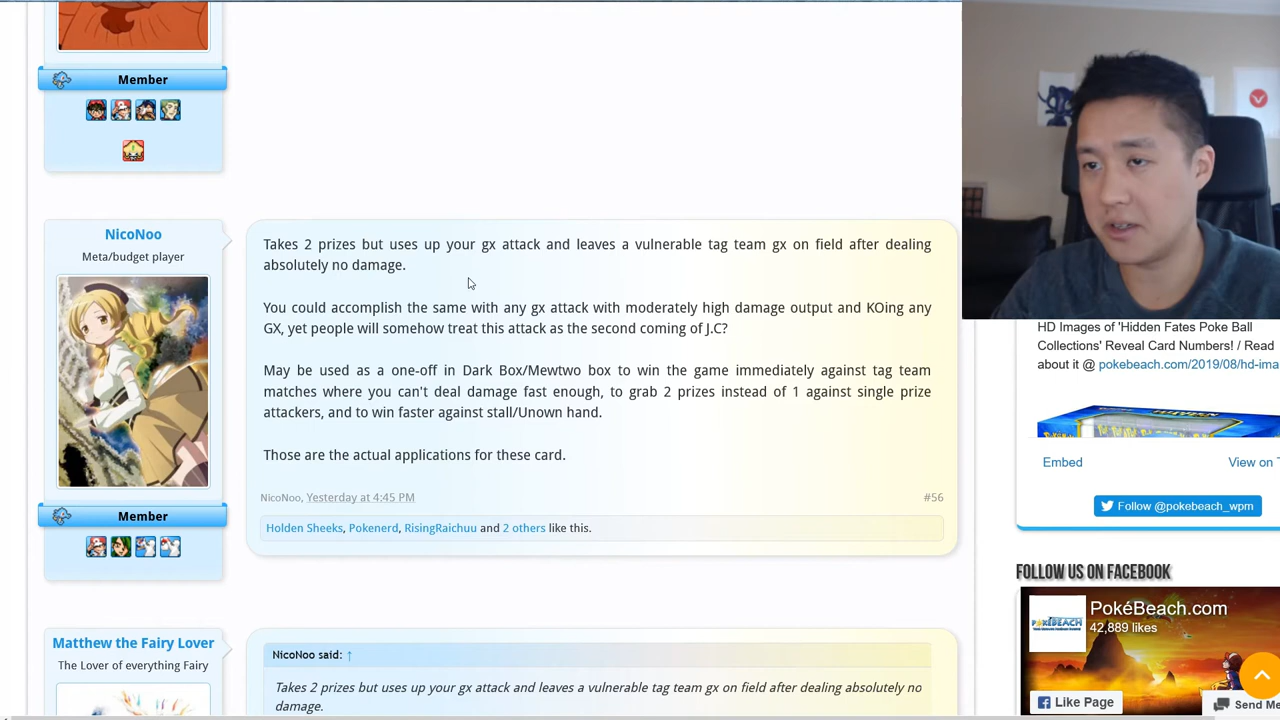 Member
NicoNoo
Meta/budget player
Takes 2 prizes but uses up your gx attack and leaves a vulnerable tag team gx on field after dealing
absolutely no damage.
You could accomplish the same with any gx attack with moderately high damage output and KOing any
GX, yet people will somehow treat this attack as the second coming of J.C?
May be used as a one-off in Dark Box/Mewtwo box to win the game immediately against tag team
matches where you can't deal damage fast enough, to grab 2 prizes instead of 1 against single prize
attackers, and to win faster against stall/Unown hand.
Those are the actual applications for these card.
NicoNoo, Yesterday at 4:45 PM
#56
Member
Holden Sheeks, Pokenerd, RisingRaichuu and 2 others like this.
Matthew the Fairy Lover
The Lover of everything Fairy
NicoNoo said: ↑
Takes 2 prizes but uses up your gx attack and leaves a vulnerable tag team gx on field after dealing absolutely no
damage.
HD Images of 'Hidden Fates Poke Ball
Collections' Reveal Card Numbers! / Read
about it @ pokebeach.com/2019/08/hd-ima
Embed
View on T
Follow @pokebeach_wpm
FOLLOW US ON FACEBOOK
PokéBeach.com
42,889 likes
Like Page
Send Me